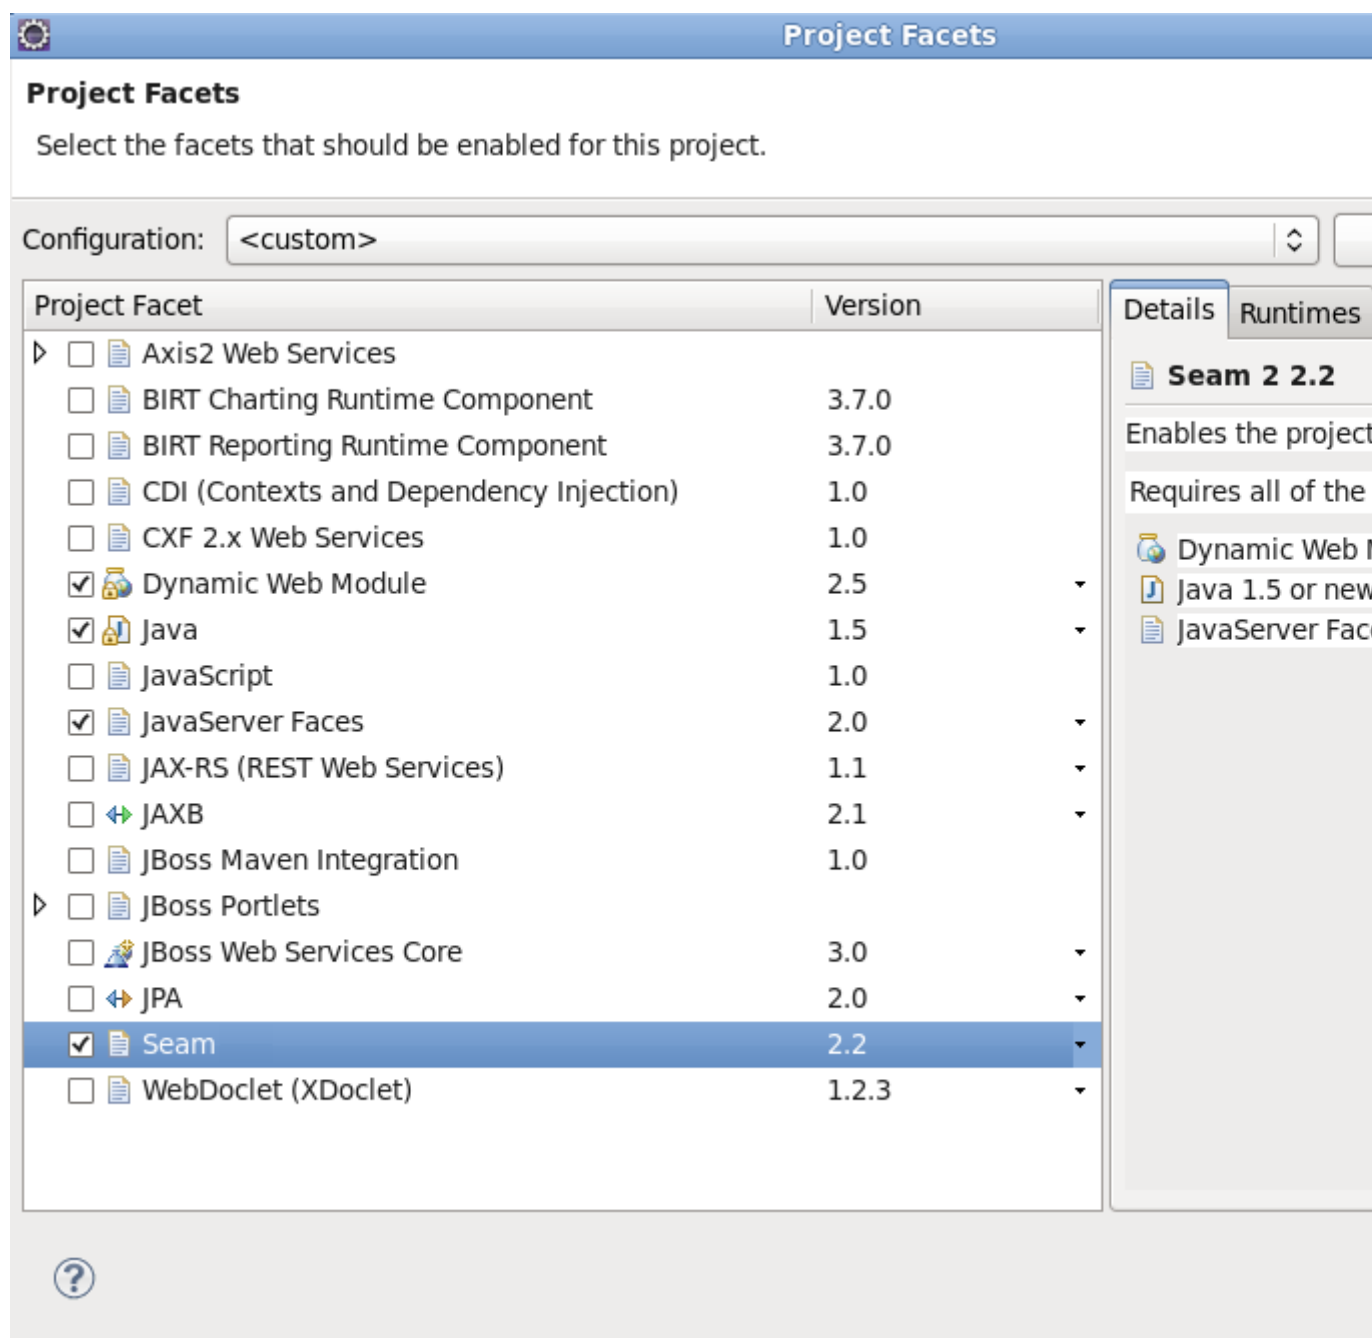 Project Facets
Project Facets
Select the facets that should be enabled for this project.
Configuration: <custom>
Project Facet Version
Axis2 Web Services
BIRT Charting Runtime Component 3.7.0
BIRT Reporting Runtime Component 3.7.0
CDI (Contexts and Dependency Injection) 1.0
CXF 2.x Web Services 1.0
Dynamic Web Module 2.5
Java 1.5
JavaScript 1.0
JavaServer Faces 2.0
JAX-RS (REST Web Services) 1.1
JAXB 2.1
JBoss Maven Integration 1.0
JBoss Portlets
JBoss Web Services Core 3.0
JPA 2.0
Seam 2.2
WebDoclet (XDoclet) 1.2.3
Details Runtimes
Seam 2 2.2
Enables the project
Requires all of the
Dynamic Web
Java 1.5 or
JavaServer